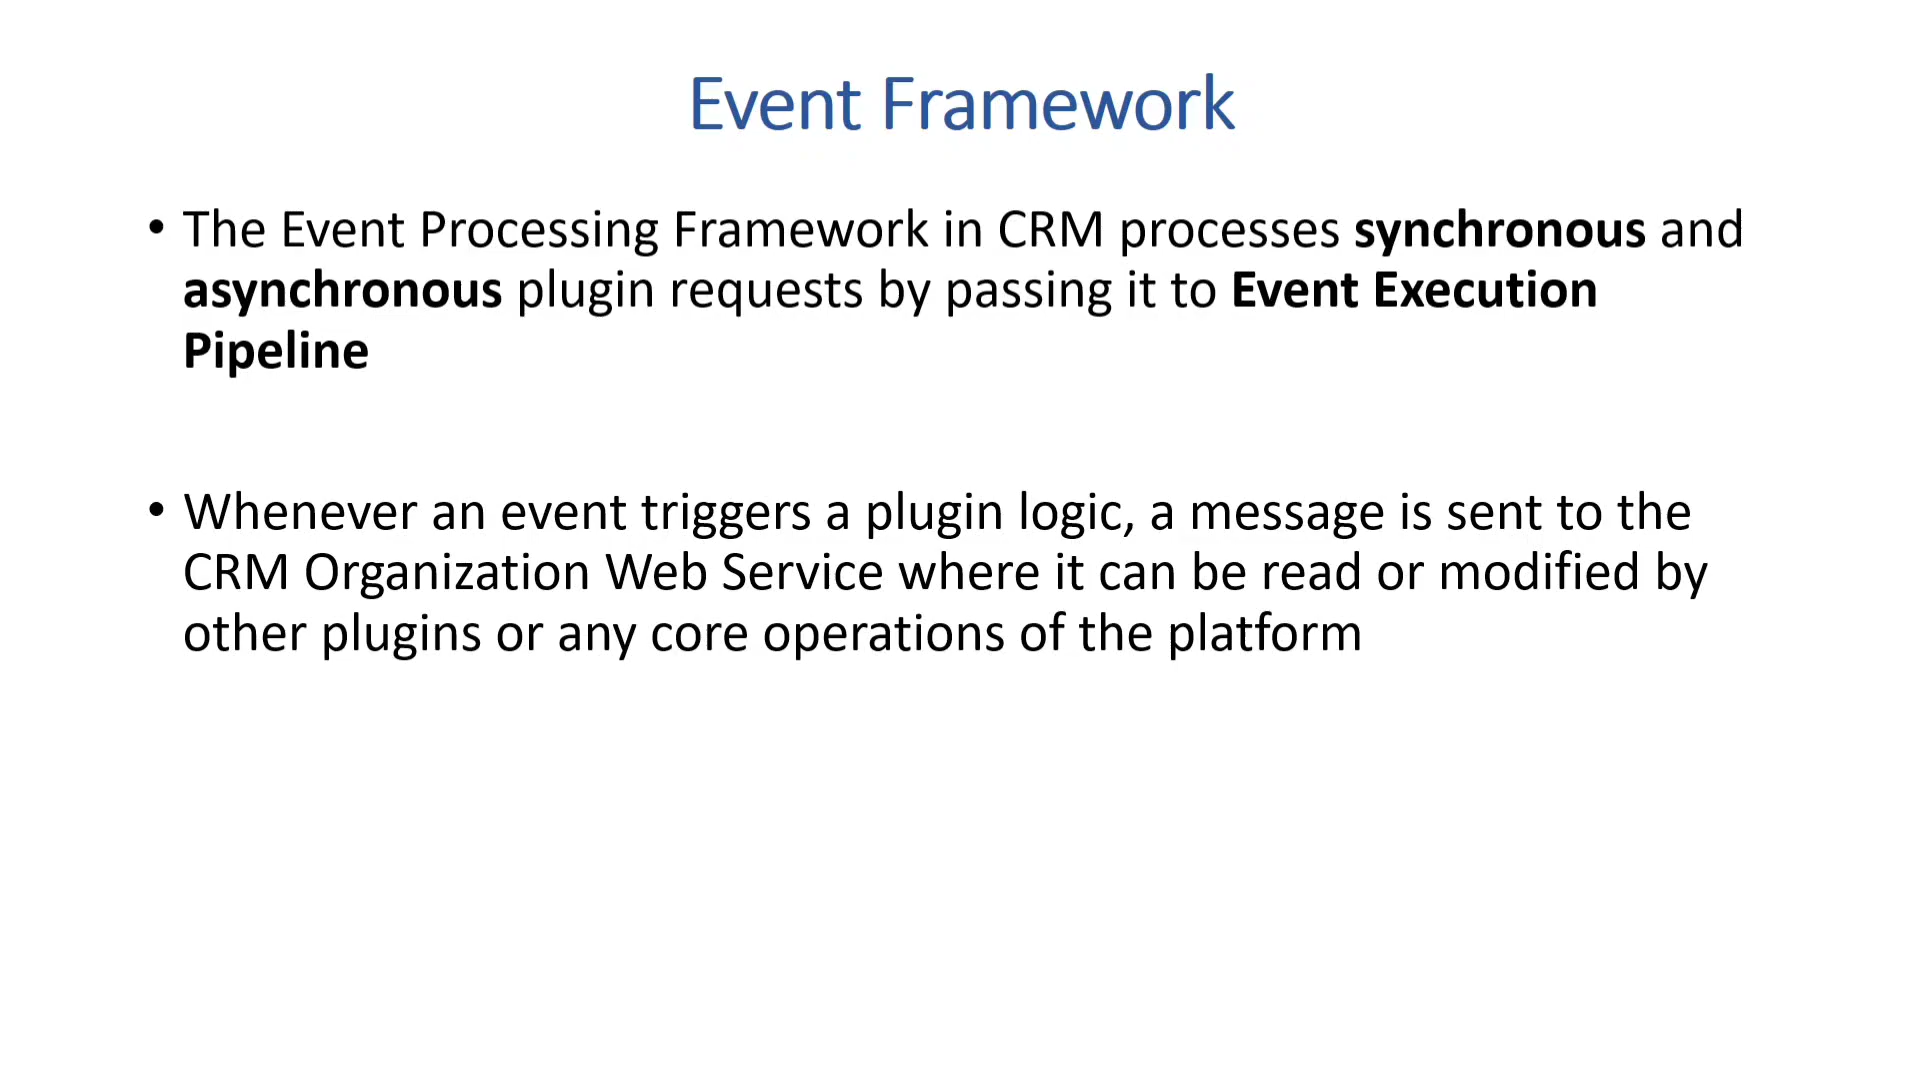 Event Framework
• The Event Processing Framework in CRM processes synchronous and
asynchronous plugin requests by passing it to Event Execution
Pipeline
• Whenever an event triggers a plugin logic, a message is sent to the
CRM Organization Web Service where it can be read or modified by
other plugins or any core operations of the platform